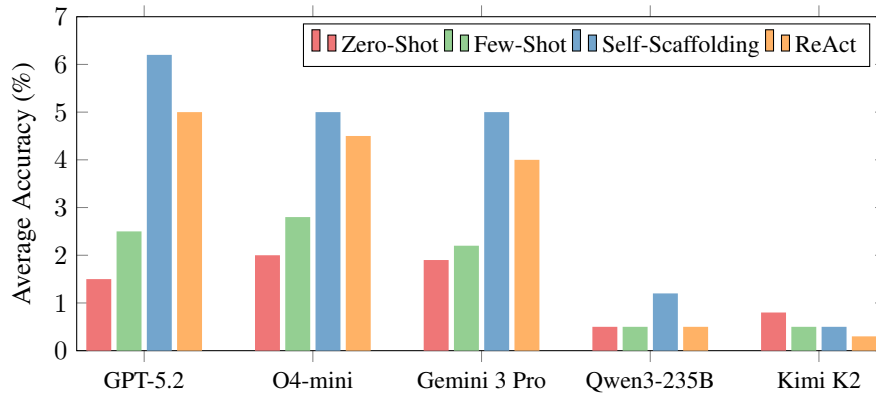 7
6
5
4
3
2
1
0
Average Accuracy (%)
Zero-Shot Few-Shot Self-Scaffolding ReAct
GPT-5.2 O4-mini Gemini 3 Pro Qwen3-235B Kimi K2